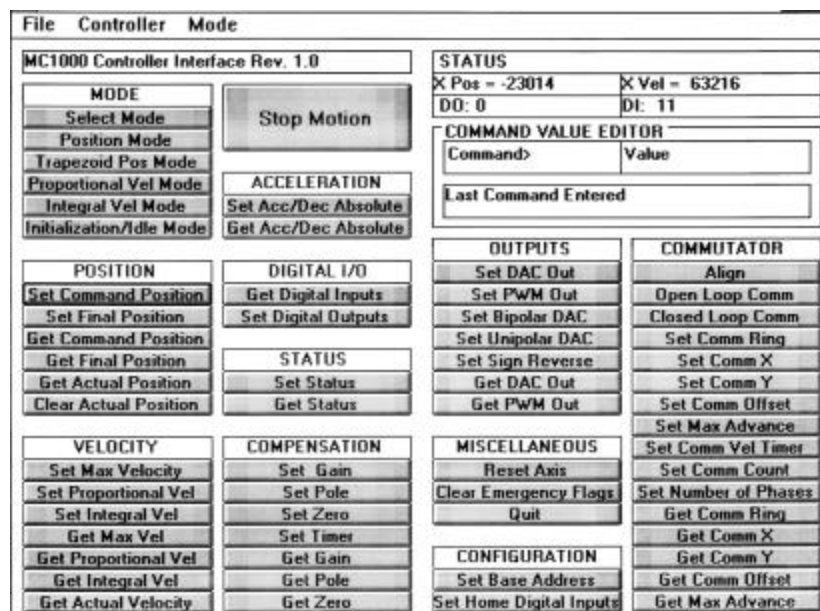 File Controller Mode
MC1000 Controller Interface Rev. 1.0
MODE
Select Mode
Position Mode
Trapezoid Pos Mode
Proportional Vel Mode
Integral Vel Mode
Initialization/Idle Mode
Stop Motion
ACCELERATION
Set Acc/Dec Absolute
Get Acc/Dec Absolute
STATUS
X Pos = -23014 X Vel = 63216
DO: 0 DI: 11
COMMAND VALUE EDITOR
Command> Value
Last Command Entered
POSITION
Set Command Position
Set Final Position
Get Command Position
Get Final Position
Get Actual Position
Clear Actual Position
DIGITAL I/O
Get Digital Inputs
Set Digital Outputs
STATUS
Set Status
Get Status
OUTPUTS
Set DAC Out
Set PWM Out
Set Bipolar DAC
Set Unipolar DAC
Set Sign Reverse
Get DAC Out
Get PWM Out
COMMUTATOR
Align
Open Loop Comm
Closed Loop Comm
Set Comm Ring
Set Comm X
Set Comm Y
Set Comm Offset
Set Max Advance
Set Comm Vel Timer
Set Comm Count
Set Number of Phases
Get Comm Ring
Get Comm X
Get Comm Y
Get Comm Offset
Get Max Advance
VELOCITY
Set Max Velocity
Set Proportional Vel
Set Integral Vel
Get Max Vel
Get Proportional Vel
Get Integral Vel
Get Actual Velocity
COMPENSATION
Set Gain
Set Pole
Set Zero
Set Timer
Get Gain
Get Pole
Get Zero
MISCELLANEOUS
Reset Axis
Clear Emergency Flags
Quit
CONFIGURATION
Set Base Address
Set Home Digital Inputs